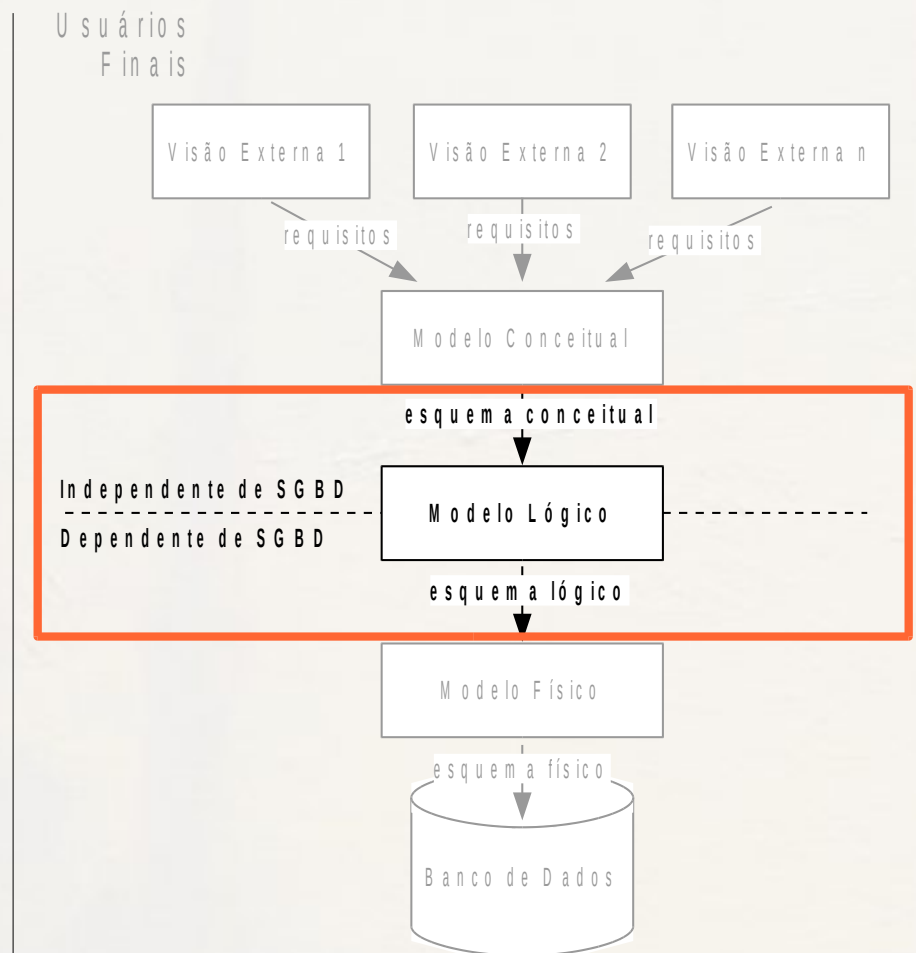 Usuários
Finais
Visão Externa 1
Visão Externa 2
Visão Externa n
requisitos
requisitos
requisitos
Modelo Conceitual
esquema conceitual
Independente de SGBD
Modelo Lógico
Dependente de SGBD
esquema lógico
Modelo Físico
esquema físico
Banco de Dados